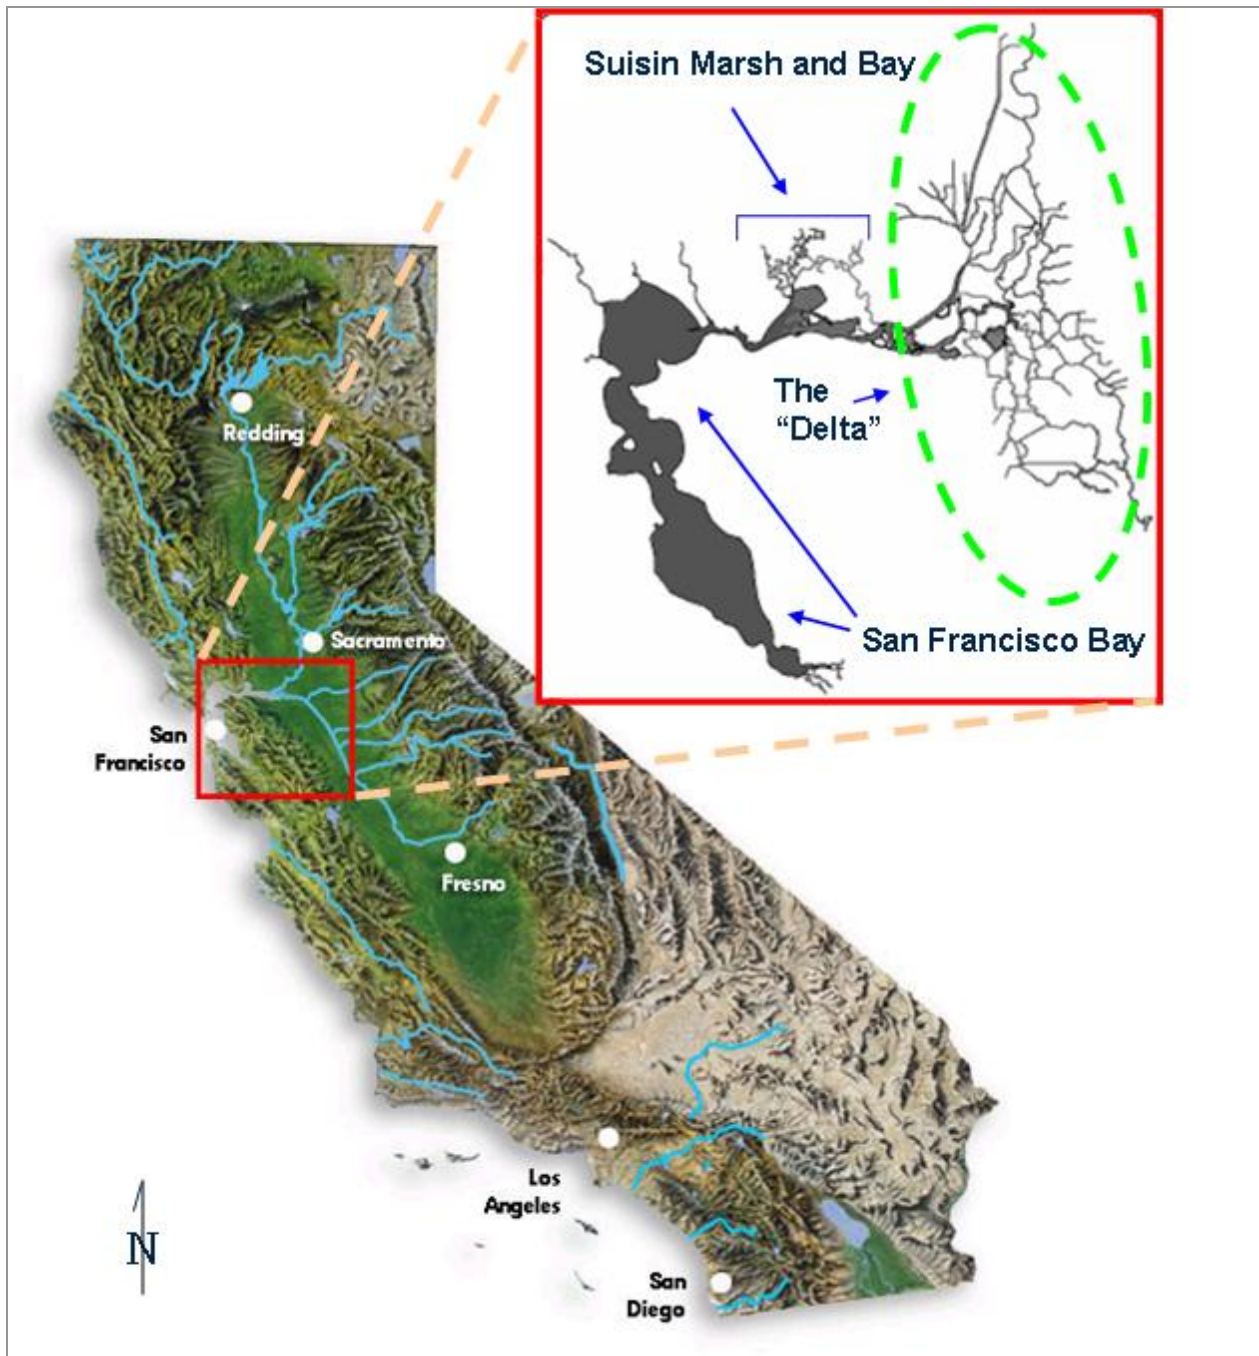 Suisin Marsh and Bay
The
“Delta”
San Francisco Bay
Redding
Sacramento
San
Francisco
Fresno
Los
Angeles
San
Diego
N